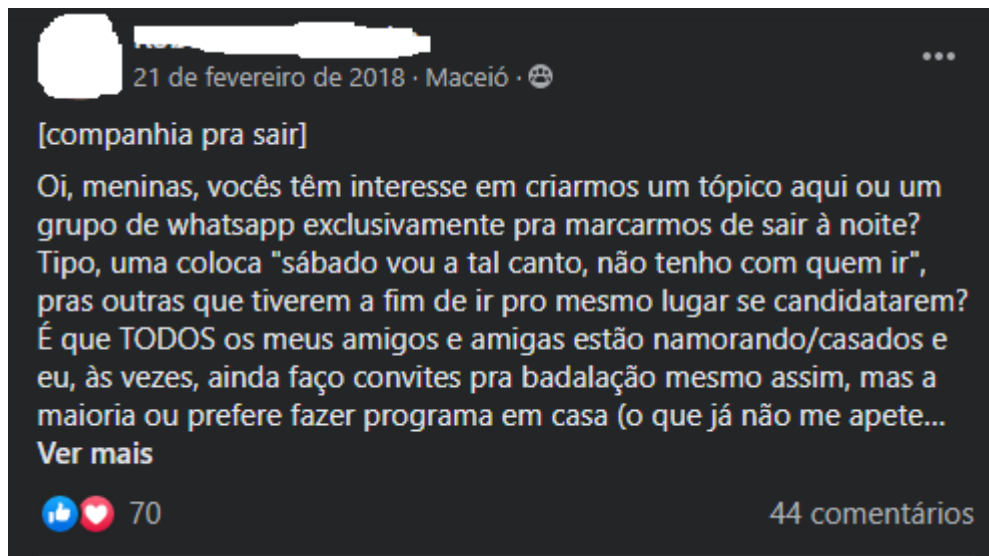 21 de fevereiro de 2018 · Maceió ·
[companhia pra sair]
Oi, meninas, vocês têm interesse em criarmos um tópico aqui ou um
grupo de whatsapp exclusivamente pra marcarmos de sair à noite?
Tipo, uma coloca "sábado vou a tal canto, não tenho com quem ir",
pras outras que tiverem a fim de ir pro mesmo lugar se candidatarem?
É que TODOS os meus amigos e amigas estão namorando/casados e
eu, às vezes, ainda faço convites pra badalação mesmo assim, mas a
maioria ou prefere fazer programa em casa (o que já não me apete...
Ver mais
70
44 comentários